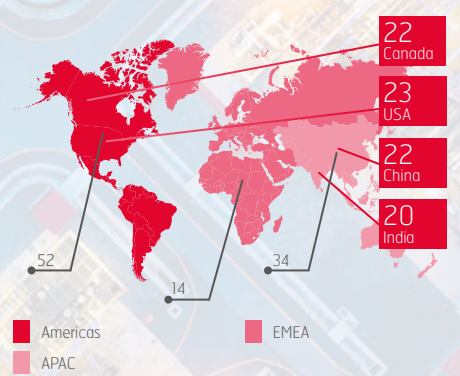 22
Canada
23
USA
22
China
20
India
52
14
34
Americas
EMEA
APAC